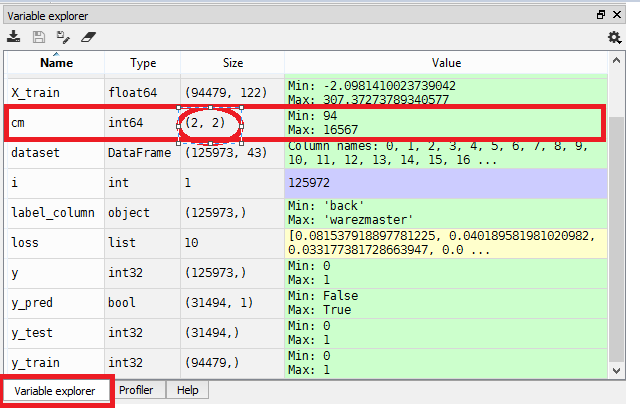 Variable explorer
Name Type Size Value
X_train float64 (94479, 122) Min: -2.0981410023739042
Max: 307.37273789340577
cm int64 (2, 2) Min: 94
Max: 16567
dataset DataFrame (125973, 43) Column names: 0, 1, 2, 3, 4, 5, 6, 7, 8, 9,
10, 11, 12, 13, 14, 15, 16 ...
i int 1 125972
label_column object (125973,) Min: 'back'
Max: 'warezmaster'
loss list 10 [0.081537918897781225, 0.040189581981020982,
0.033177381728663947, 0.0 ...
y int32 (125973,) Min: 0
Max: 1
y_pred bool (31494, 1) Min: False
Max: True
y_test int32 (31494,) Min: 0
Max: 1
y_train int32 (94479,) Min: 0
Max: 1
Variable explorer Profiler Help